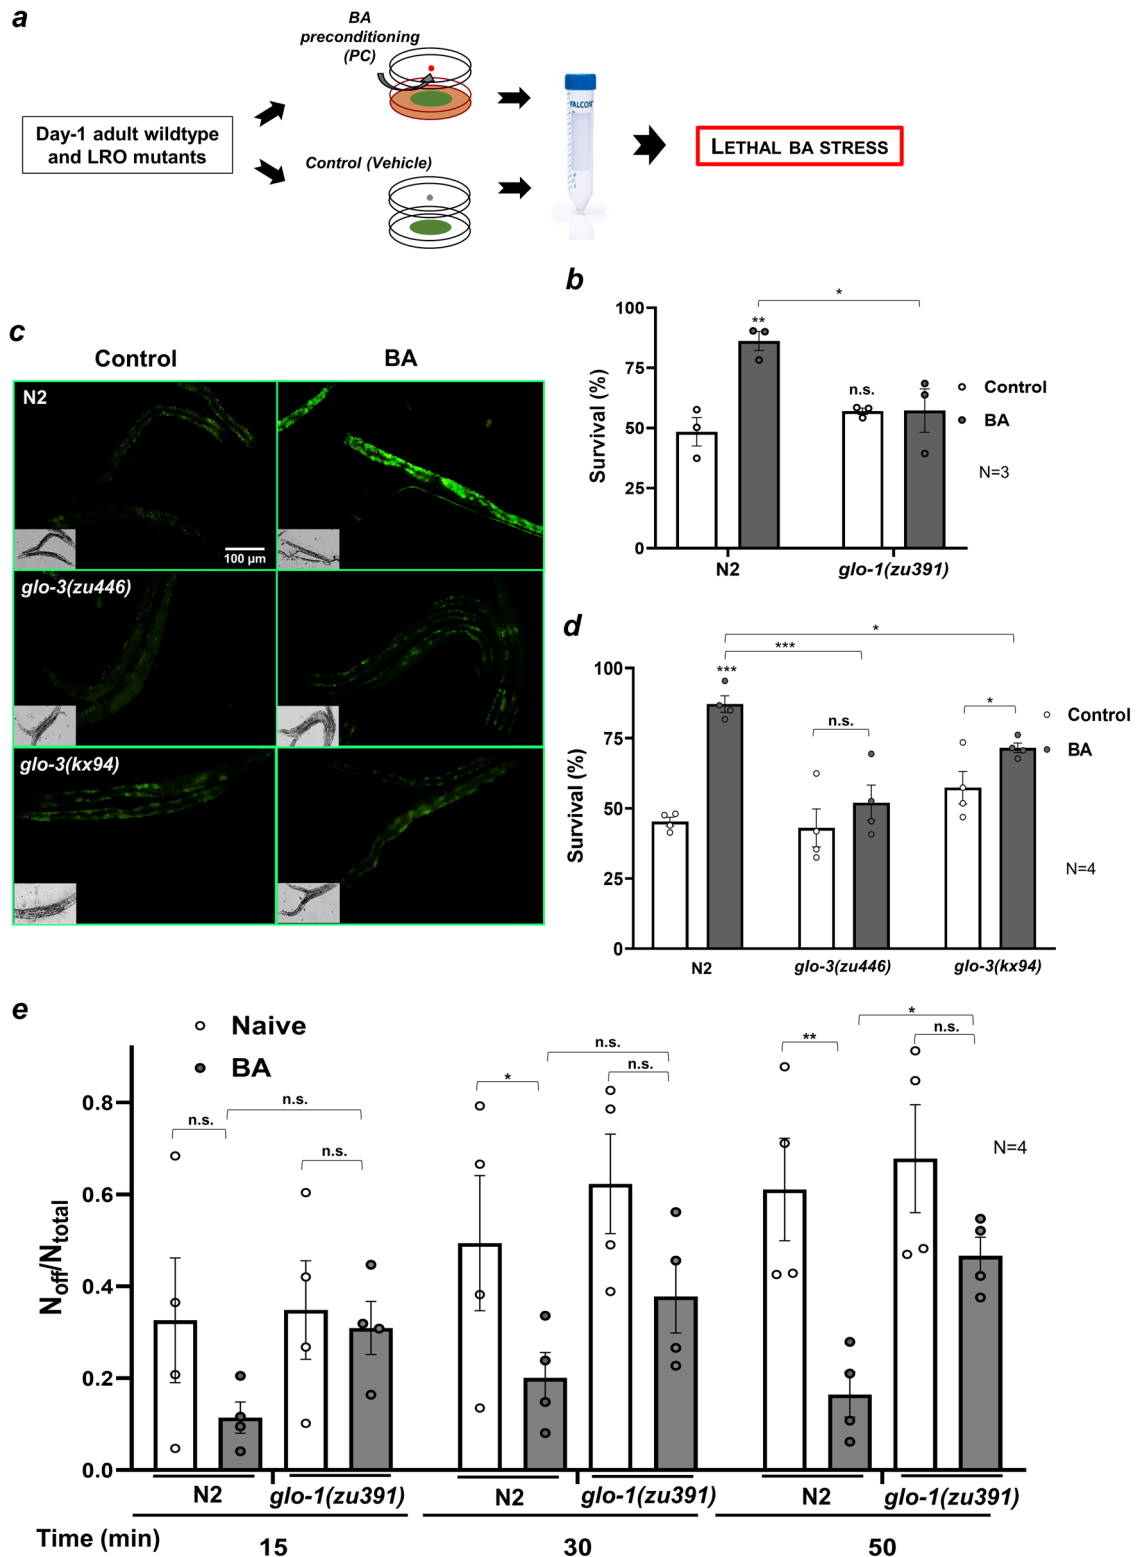 a
BA
preconditioning
(PC)
Day-1 adult wildtype
and LRO mutants
Control (Vehicle)
FALCON
LETHAL BA STRESS
b
*
100
**
75
n.s.
50
25
0
Survival (%)
Control
BA
N=3
N2
glo-1(zu391)
c
Control
BA
N2
100 µm
glo-3(zu446)
glo-3(kx94)
d
*
***
100
***
75
n.s.
*
50
25
0
Survival (%)
Control
BA
N=4
N2
glo-3(zu446)
glo-3(kx94)
e
Naive
BA
n.s.
n.s.
n.s.
n.s.
n.s.
*
*
n.s.
**
N=4
0.8
0.6
0.4
0.2
0.0
Noff/Ntotal
N2
glo-1(zu391)
N2
glo-1(zu391)
N2
glo-1(zu391)
Time (min)
15
30
50